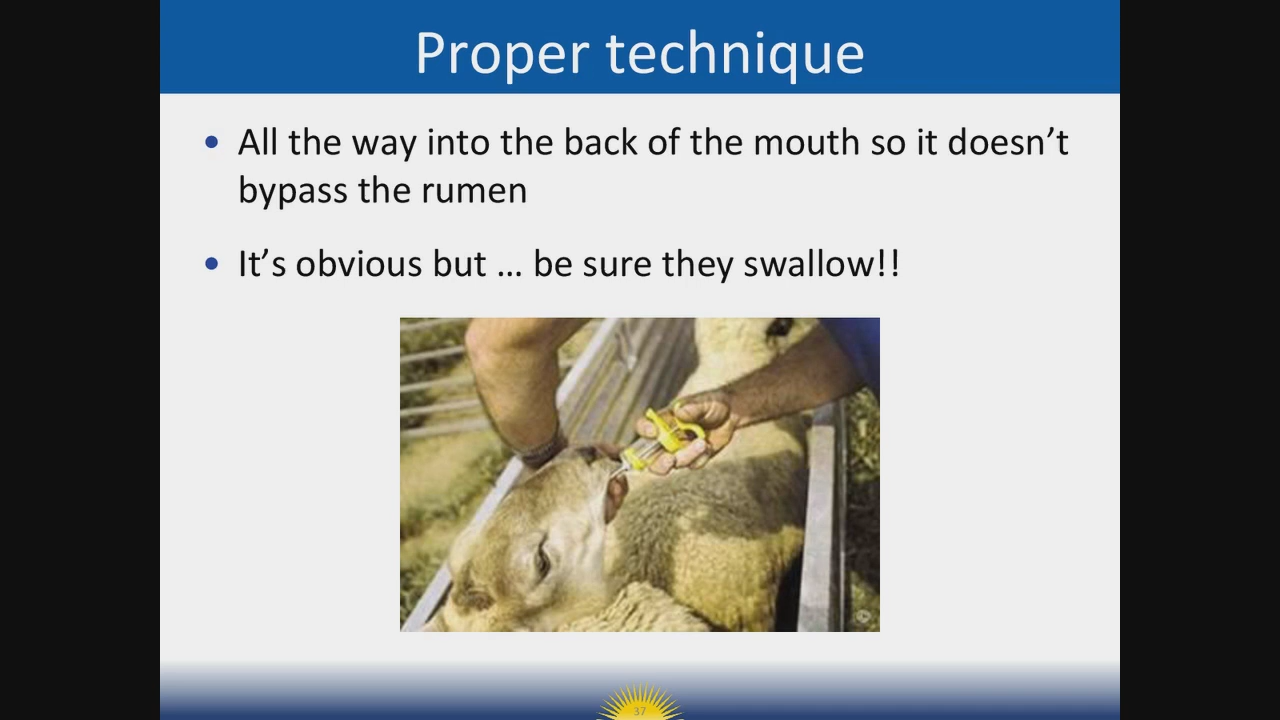 Proper technique
• All the way into the back of the mouth so it doesn’t
bypass the rumen
• It’s obvious but … be sure they swallow!!
37